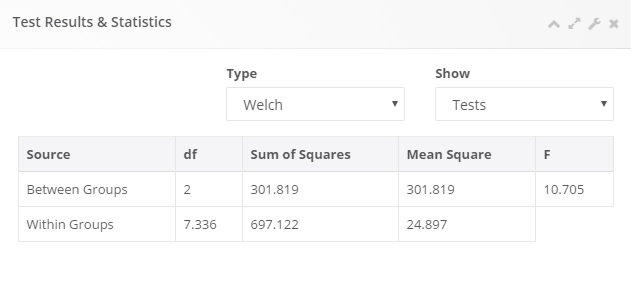 Test Results & Statistics
Type Show
Welch Tests
Source df Sum of Squares Mean Square F
Between Groups 2 301.819 301.819 10.705
Within Groups 7.336 697.122 24.897